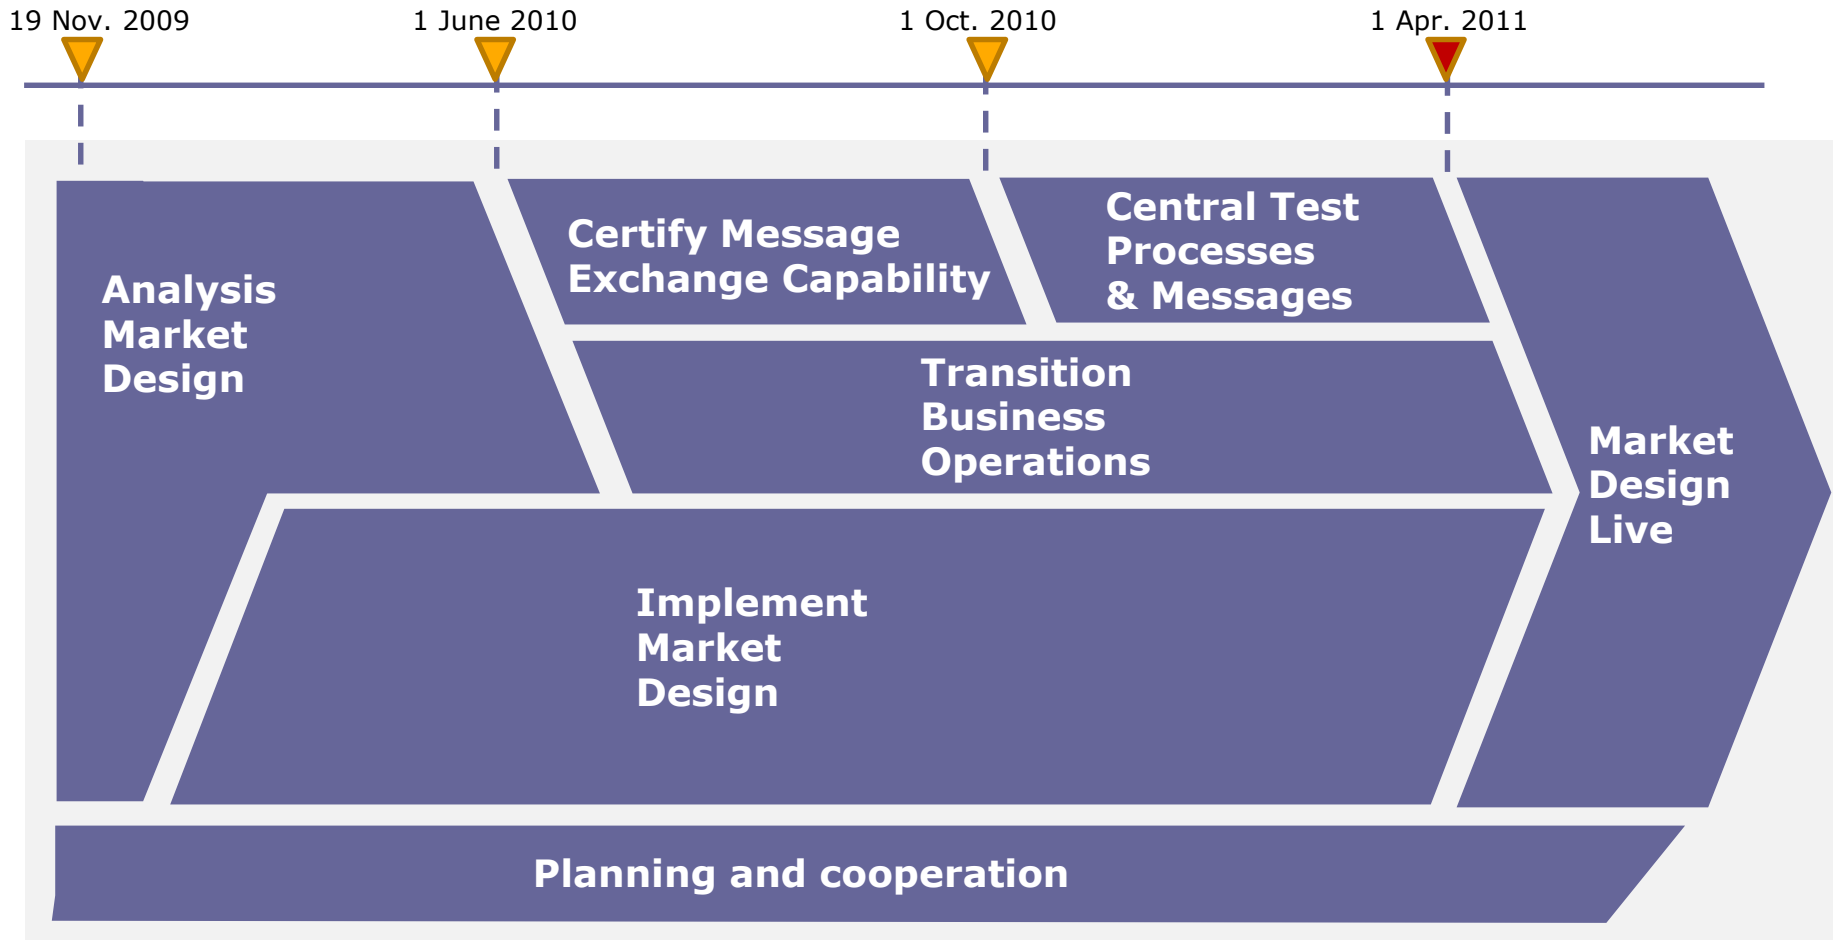 19 Nov. 2009
1 June 2010
1 Oct. 2010
1 Apr. 2011
Analysis
Market
Design
Certify Message
Exchange Capability
Central Test
Processes
& Messages
Transition
Business
Operations
Market
Design
Live
Implement
Market
Design
Planning and cooperation